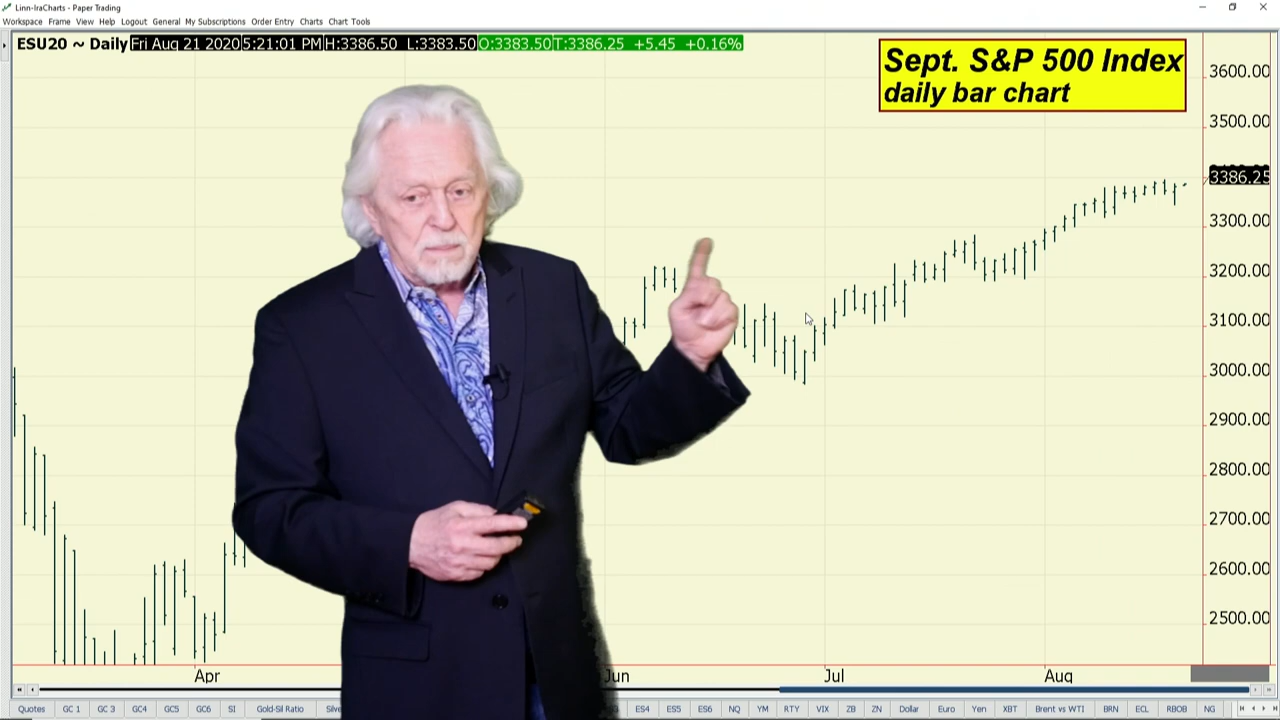 Linn-IraCharts - Paper Trading
Workspace Frame View Help Logout General My Subscriptions Order Entry Charts Chart Tools
ESU20 ~ Daily Fri Aug 21 2020 5:21:01 PM H:3386.50 L:3383.50 O:3383.50 T:3386.25 +5.45 +0.16%
Sept. S&P 500 Index
daily bar chart
3600.00
3500.00
3386.25
3300.00
3200.00
3100.00
3000.00
2900.00
2800.00
2700.00
2600.00
2500.00
Apr Jun Jul Aug
Quotes GC 1 GC 3 GC4 GC5 GC6 SI Gold-Sil Ratio ES4 ES5 ES6 NQ YM RTY VIX ZB ZN Dollar Euro Yen XBT Brent vs WTI BRN ECL RBOB NG